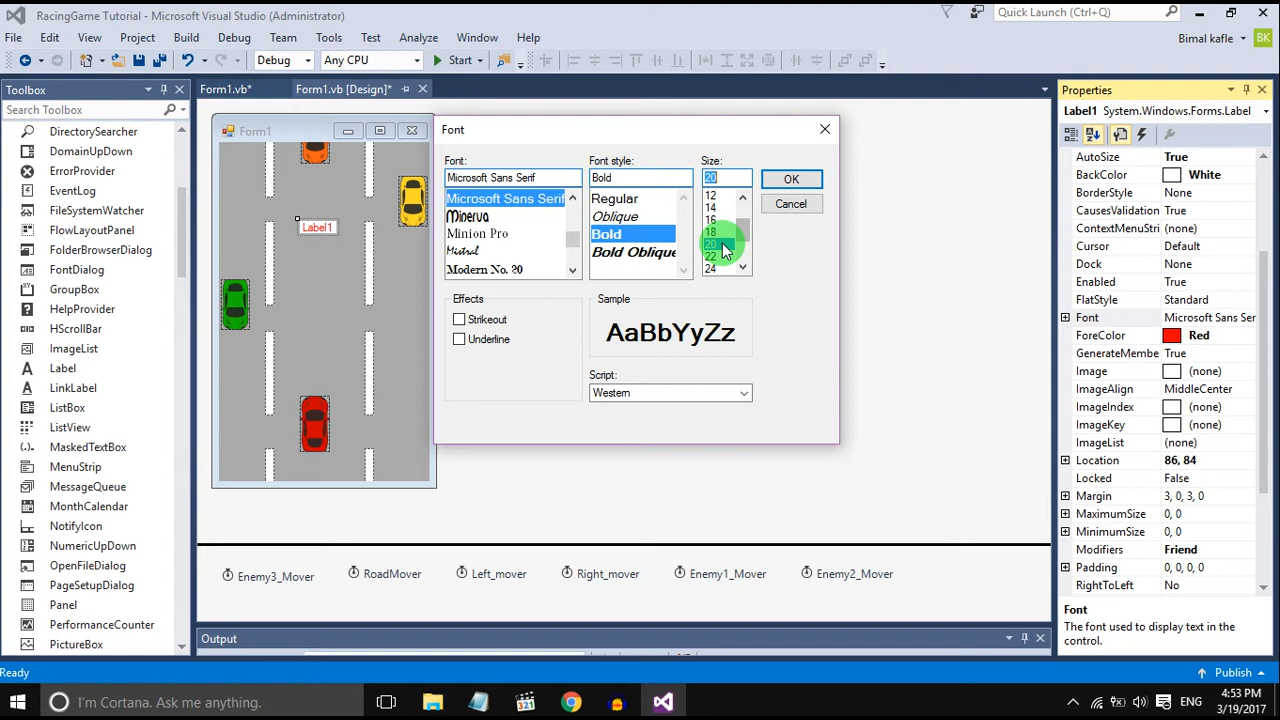 RacingGame Tutorial - Microsoft Visual Studio (Administrator)
Quick Launch (Ctrl+Q)
File Edit View Project Build Debug Team Tools Test Analyze Window Help
Bimal kafle
BK
Debug Any CPU Start
Toolbox
Form1.vb* Form1.vb [Design]*
Properties
Search Toolbox
DirectorySearcher
DomainUpDown
ErrorProvider
EventLog
FileSystemWatcher
FlowLayoutPanel
FolderBrowserDialog
FontDialog
GroupBox
HelpProvider
HScrollBar
ImageList
Label
LinkLabel
ListBox
ListView
MaskedTextBox
MenuStrip
MessageQueue
MonthCalendar
NotifyIcon
NumericUpDown
OpenFileDialog
PageSetupDialog
Panel
PerformanceCounter
PictureBox
Form1
Label1
Font
Font: Font style: Size:
Microsoft Sans Serif Bold 20
OK
Cancel
Microsoft Sans Serif
Minerva
Minion Pro
Mistral
Modern No. 20
Regular
Oblique
Bold
Bold Oblique
12
14
16
18
20
22
24
Effects
Strikeout
Underline
Sample
AaBbYyZz
Script:
Western
Label1 System.Windows.Forms.Label
AutoSize True
BackColor White
BorderStyle None
CausesValidation True
ContextMenuStri (none)
Cursor Default
Dock None
Enabled True
FlatStyle Standard
Font Microsoft Sans Ser
ForeColor Red
GenerateMembe True
Image (none)
ImageAlign MiddleCenter
ImageIndex (none)
ImageKey (none)
ImageList (none)
Location 86, 84
Locked False
Margin 3, 0, 3, 0
MaximumSize 0, 0
MinimumSize 0, 0
Modifiers Friend
Padding 0, 0, 0, 0
RightToLeft No
Font
The font used to display text in the
control.
Enemy3_Mover RoadMover Left_mover Right_mover Enemy1_Mover Enemy2_Mover
Output
Ready
Publish
I'm Cortana. Ask me anything.
321
ENG
4:53 PM
3/19/2017